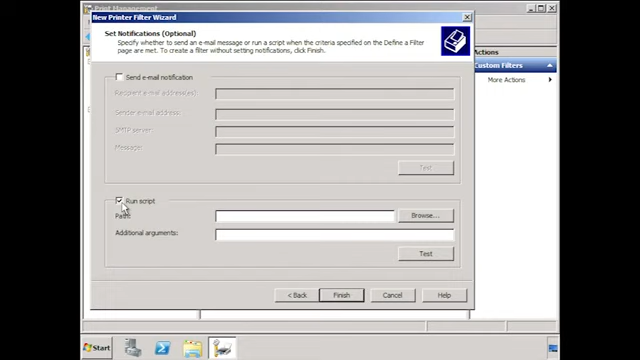 Print Management
New Printer Filter Wizard
Set Notifications (Optional)
Specify whether to send an e-mail message or run a script when the criteria specified on the Define a Filter
page are met. To create a filter without setting notifications, click Finish.
Actions
Custom Filters
More Actions
Send e-mail notification
Recipient e-mail address(es)
Sender e-mail address:
SMTP server:
Message:
Test
Run script
Path:
Browse...
Additional arguments:
Test
< Back
Finish
Cancel
Help
Start